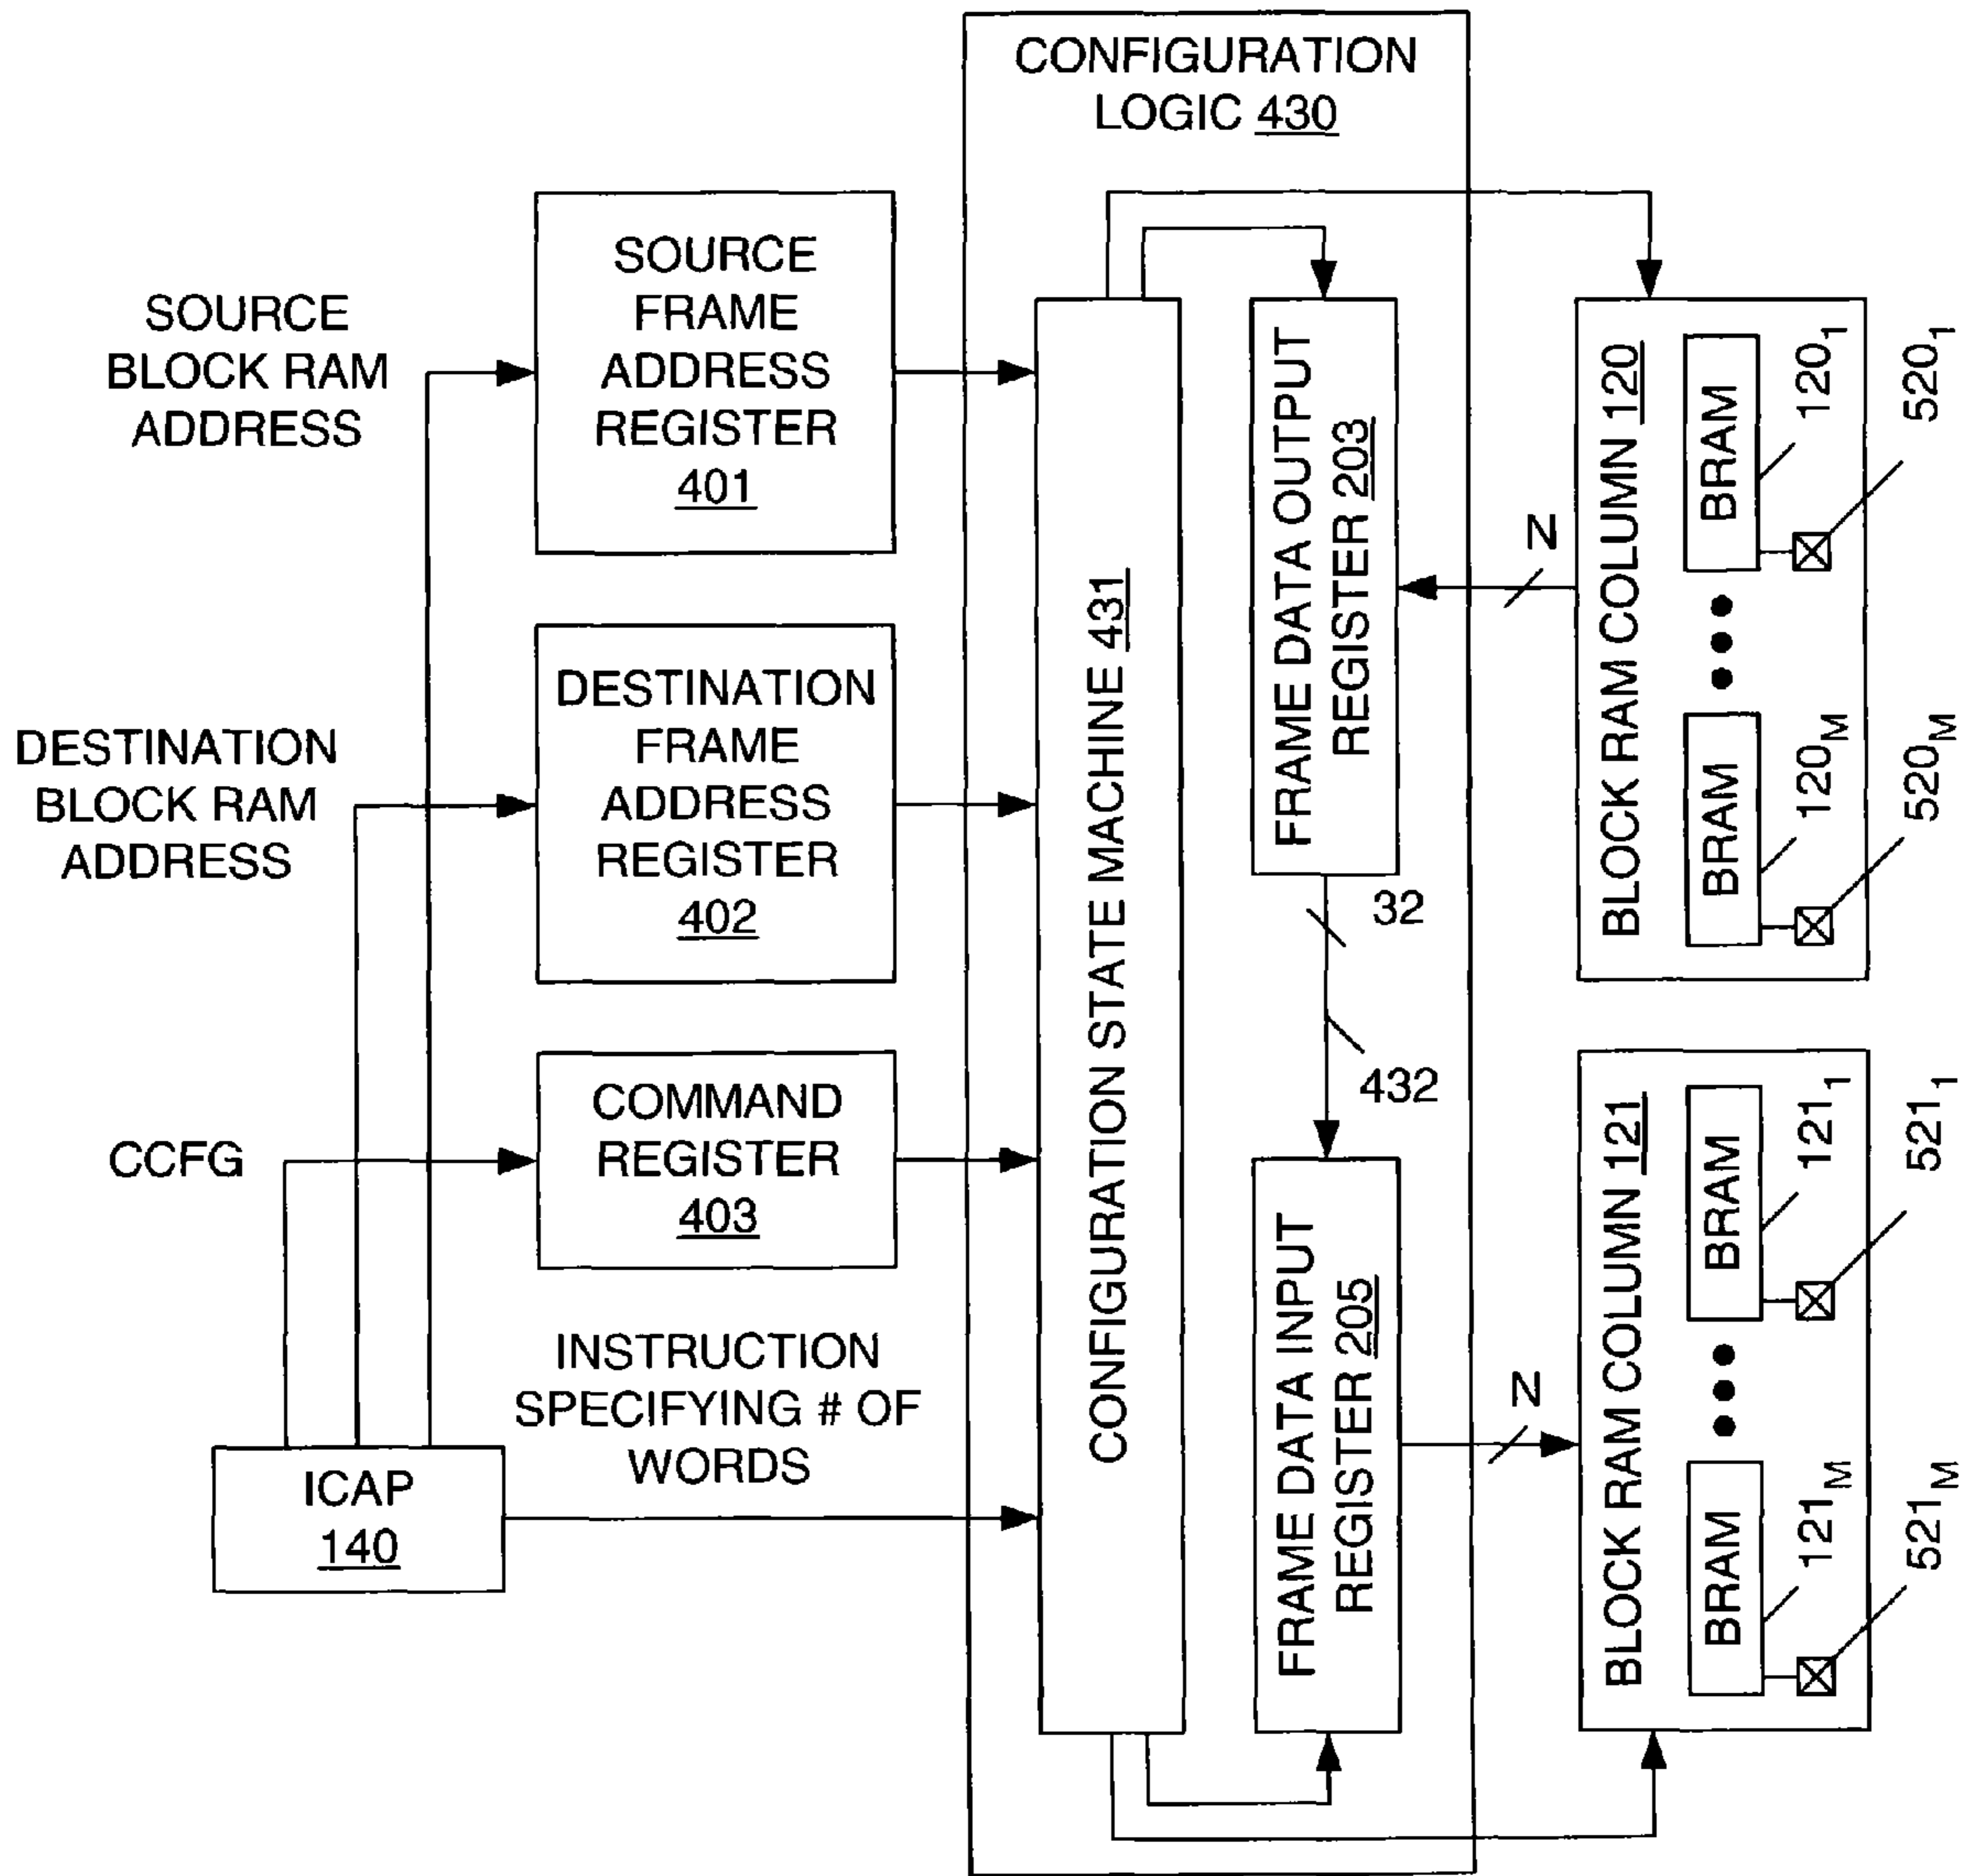 CONFIGURATION
LOGIC 430
SOURCE
BLOCK RAM
ADDRESS
SOURCE
FRAME
ADDRESS
REGISTER
401
DESTINATION
BLOCK RAM
ADDRESS
DESTINATION
FRAME
ADDRESS
REGISTER
402
CCFG
COMMAND
REGISTER
403
INSTRUCTION
SPECIFYING # OF
WORDS
ICAP
140
CONFIGURATION STATE MACHINE 431
FRAME DATA OUTPUT
REGISTER 203
32
432
FRAME DATA INPUT
REGISTER 205
N
N
BLOCK RAM COLUMN 120
BRAM
120₁
520₁
BRAM
120M
520M
BLOCK RAM COLUMN 121
BRAM
121₁
521₁
BRAM
121M
521M